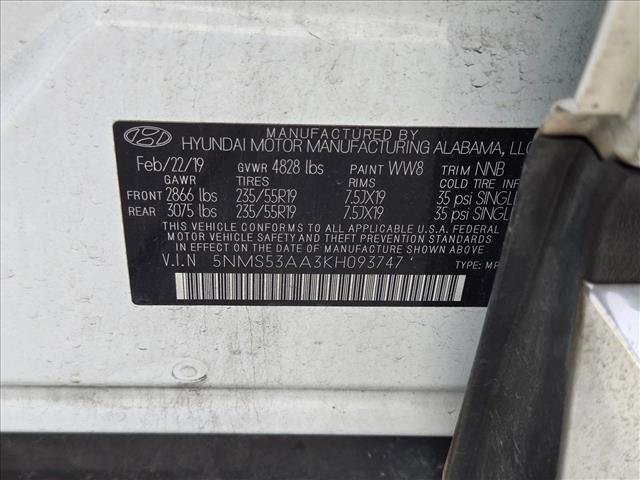 MANUFACTURED BY
HYUNDAI MOTOR MANUFACTURING ALABAMA, LLC
Feb/22/19 GVWR 4828 lbs PAINT WW8 TRIM NNB
GAWR TIRES RIMS COLD TIRE INF
FRONT 2866 lbs 235/55R19 7.5JX19 35 psi SINGL
REAR 3075 lbs 235/55R19 7.5JX19 35 psi SINGL
THIS VEHICLE CONFORMS TO ALL APPLICABLE U.S.A. FEDERAL
MOTOR VEHICLE SAFETY AND THEFT PREVENTION STANDARDS IN
EFFECT ON THE DATE OF MANUFACTURE SHOWN ABOVE.
V.I.N 5NMS53AA3KH093747 TYPE: MP